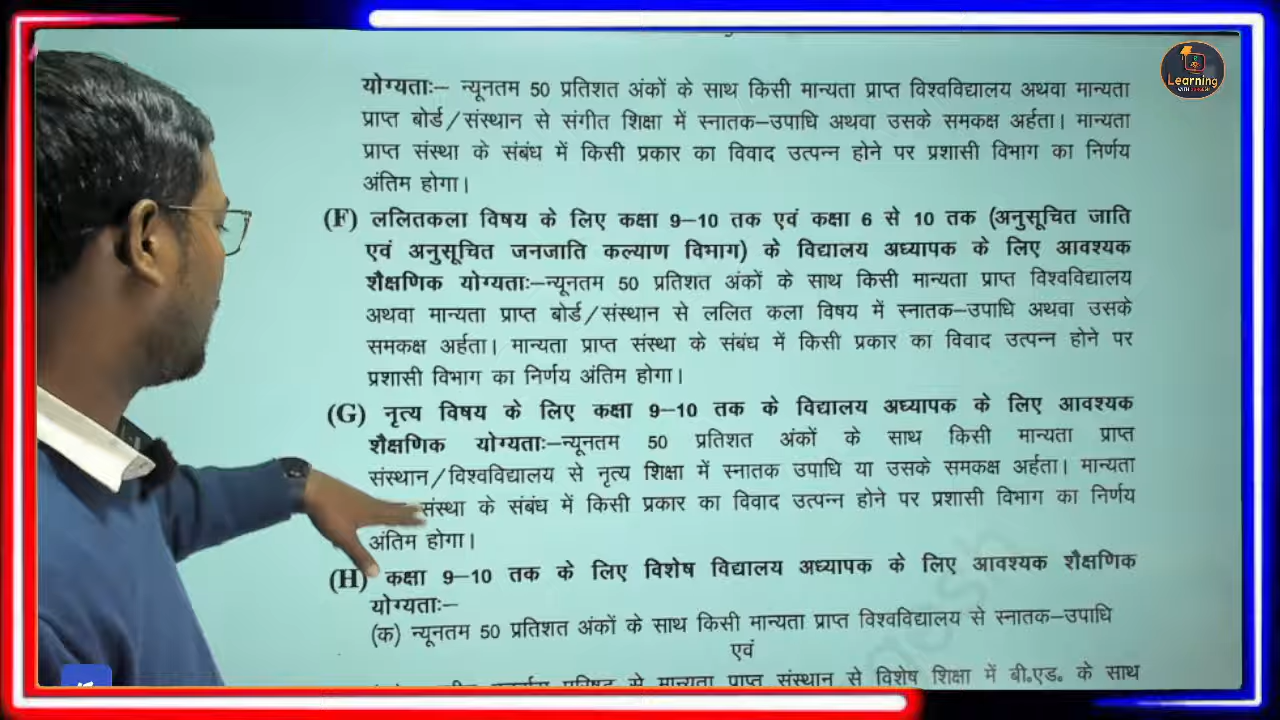 Learning
योग्यताः– न्यूनतम 50 प्रतिशत अंकों के साथ किसी मान्यता प्राप्त विश्वविद्यालय अथवा मान्यता
प्राप्त बोर्ड/संस्थान से संगीत शिक्षा में स्नातक–उपाधि अथवा उसके समकक्ष अर्हता। मान्यता
प्राप्त संस्था के संबंध में किसी प्रकार का विवाद उत्पन्न होने पर प्रशासी विभाग का निर्णय
अंतिम होगा।
(F) ललितकला विषय के लिए कक्षा 9–10 तक एवं कक्षा 6 से 10 तक (अनुसूचित जाति
एवं अनुसूचित जनजाति कल्याण विभाग) के विद्यालय अध्यापक के लिए आवश्यक
शैक्षणिक योग्यताः–न्यूनतम 50 प्रतिशत अंकों के साथ किसी मान्यता प्राप्त विश्वविद्यालय
अथवा मान्यता प्राप्त बोर्ड/संस्थान से ललित कला विषय में स्नातक–उपाधि अथवा उसके
समकक्ष अर्हता। मान्यता प्राप्त संस्था के संबंध में किसी प्रकार का विवाद उत्पन्न होने पर
प्रशासी विभाग का निर्णय अंतिम होगा।
(G) नृत्य विषय के लिए कक्षा 9–10 तक के विद्यालय अध्यापक के लिए आवश्यक
शैक्षणिक योग्यताः–न्यूनतम 50 प्रतिशत अंकों के साथ किसी मान्यता प्राप्त
संस्थान/विश्वविद्यालय से नृत्य शिक्षा में स्नातक उपाधि या उसके समकक्ष अर्हता। मान्यता
संस्था के संबंध में किसी प्रकार का विवाद उत्पन्न होने पर प्रशासी विभाग का निर्णय
अंतिम होगा।
(H) कक्षा 9–10 तक के लिए विशेष विद्यालय अध्यापक के लिए आवश्यक शैक्षणिक
योग्यताः–
(क) न्यूनतम 50 प्रतिशत अंकों के साथ किसी मान्यता प्राप्त विश्वविद्यालय से स्नातक–उपाधि
एवं
परिषद से मान्यता प्राप्त संस्थान से विशेष शिक्षा में बी॰एड॰ के साथ